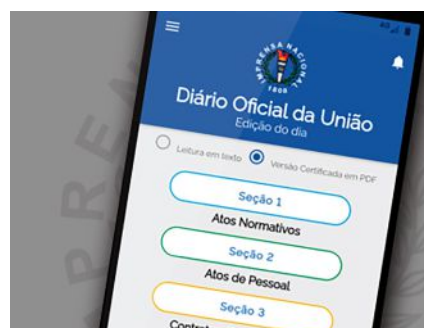 4G
IMPRENSA NACIONAL
1808
Diário Oficial da União
Edição do dia
Leitura em texto
Versão Certificada em PDF
Seção 1
Atos Normativos
Seção 2
Atos de Pessoal
Seção 3